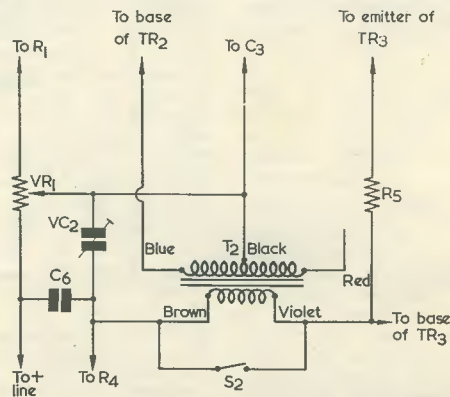 To R1
To base
of TR2
To C3
To emitter of
TR3
VR1
R5
VC2
Blue
T2
Black
Red
C6
Brown
Violet
To base
of TR3
To+
line
To R4
S2